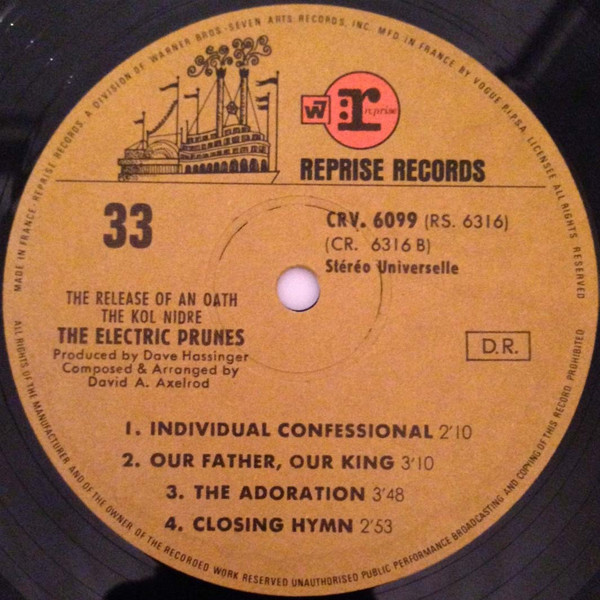 MADE IN FRANCE · REPRISE RECORDS, A DIVISION OF WARNER BROS.-SEVEN ARTS RECORDS, INC. MFD IN FRANCE BY VOGUE P.I.P.S.A. LICENSEE ALL RIGHTS RESERVED
W7 r reprise
REPRISE RECORDS
33
CRV. 6099 (RS. 6316)
(CR. 6316 B)
Stéréo Universelle
THE RELEASE OF AN OATH
THE KOL NIDRE
THE ELECTRIC PRUNES
Produced by Dave Hassinger
Composed & Arranged by
David A. Axelrod
D.R.
1. INDIVIDUAL CONFESSIONAL 2'10
2. OUR FATHER, OUR KING 3'10
3. THE ADORATION 3'48
4. CLOSING HYMN 2'53
ALL RIGHTS OF THE MANUFACTURER AND OF THE OWNER OF THE RECORDED WORK RESERVED UNAUTHORISED PUBLIC PERFORMANCE BROADCASTING AND COPYING OF THIS RECORD PROHIBITED